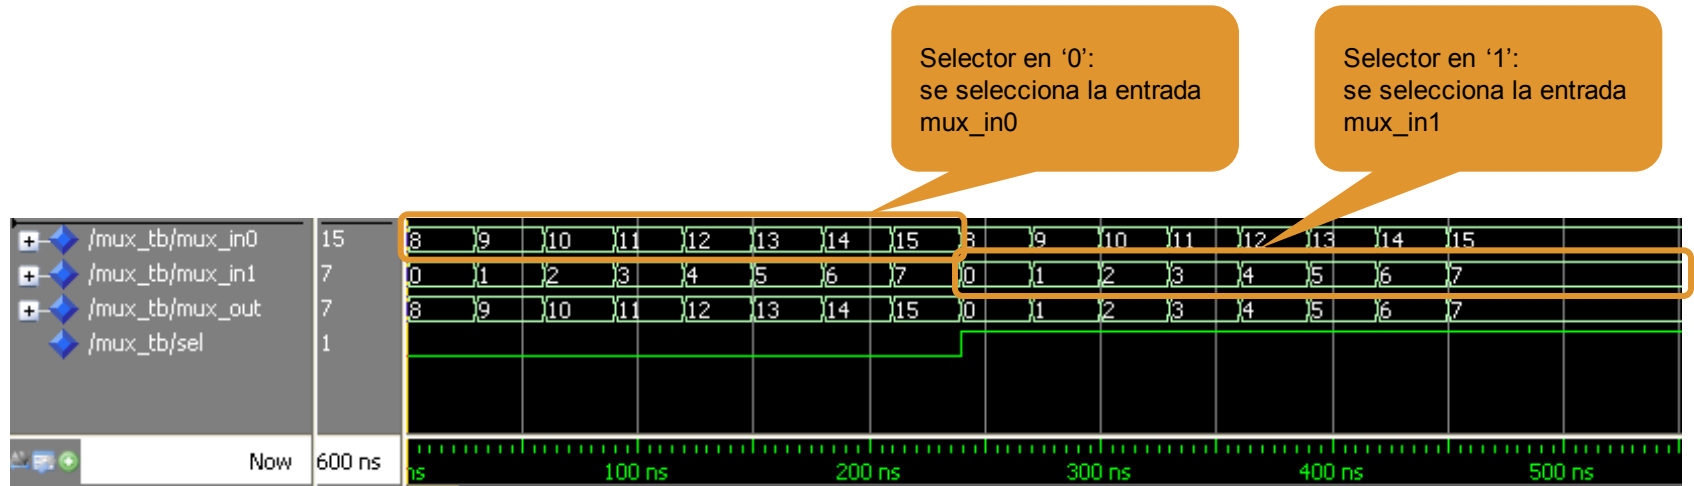 Selector en ‘0’:
se selecciona la entrada
mux_in0
Selector en ‘1’:
se selecciona la entrada
mux_in1
/mux_tb/mux_in0 15 8 9 10 11 12 13 14 15 8 9 10 11 12 13 14 15
/mux_tb/mux_in1 7 0 1 2 3 4 5 6 7 0 1 2 3 4 5 6 7
/mux_tb/mux_out 7 8 9 10 11 12 13 14 15 0 1 2 3 4 5 6 7
/mux_tb/sel 1
Now 600 ns ns 100 ns 200 ns 300 ns 400 ns 500 ns